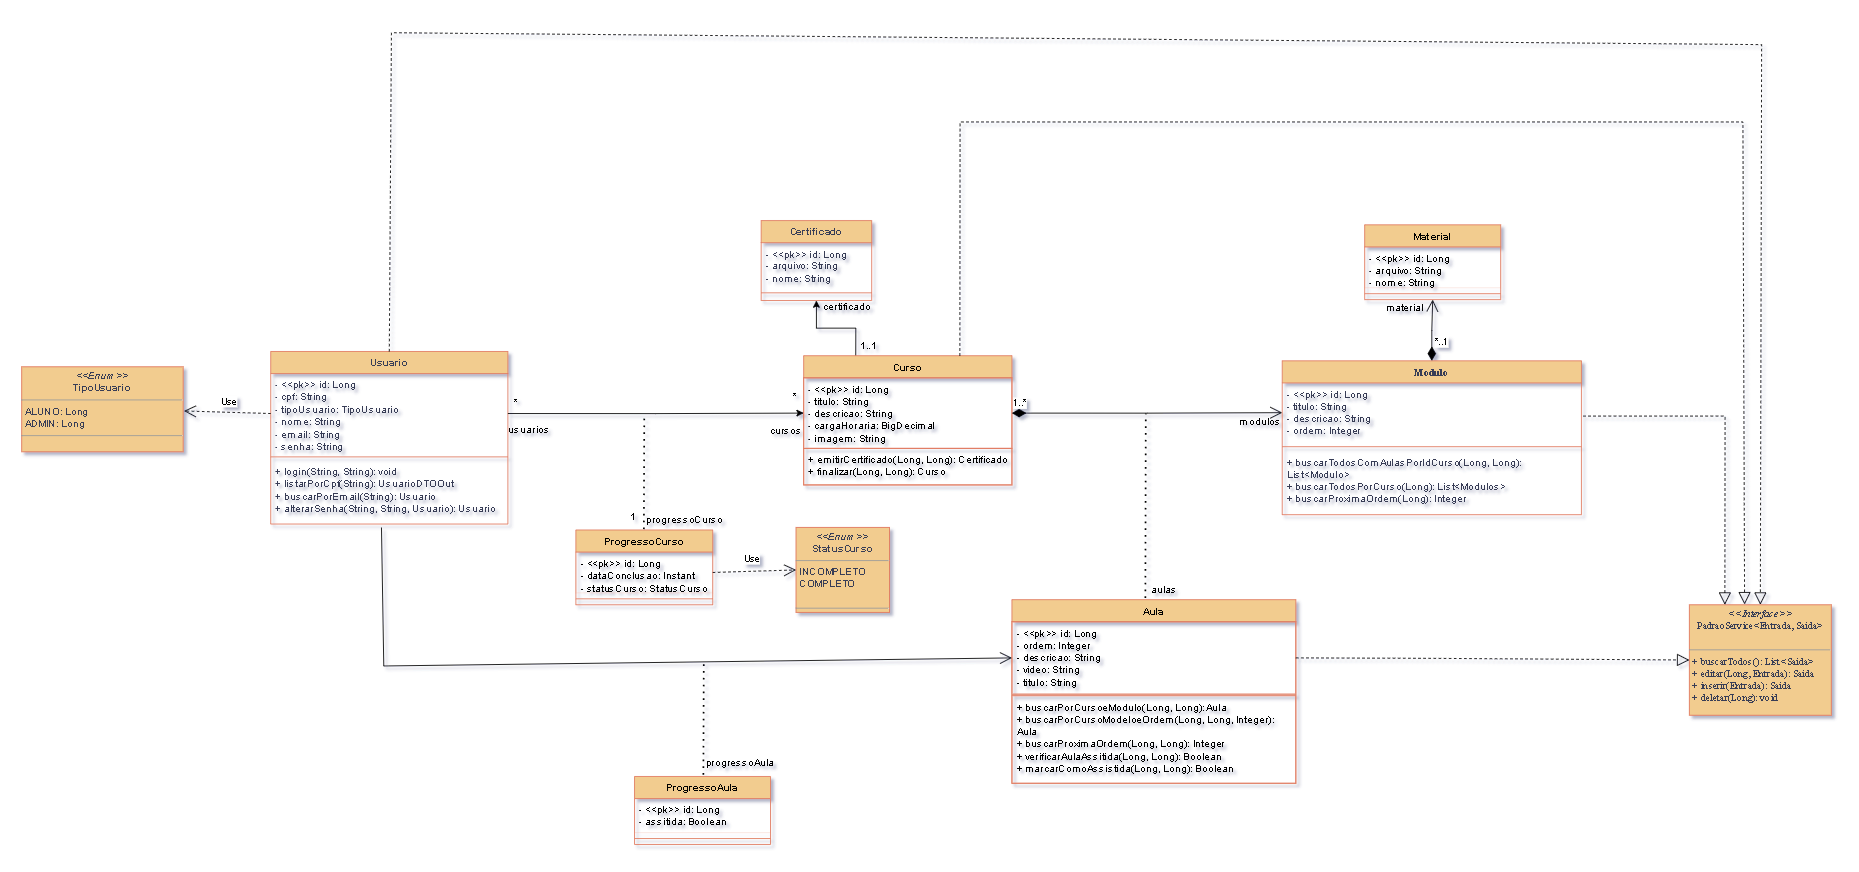 Certificado
- <<pk>> id: Long
- arquivo: String
- nome: String
certificado
1..1
Material
- <<pk>> id: Long
- arquivo: String
- nome: String
material
*..1
<<Enum >>
TipoUsuario
ALUNO: Long
ADMIN: Long
Use
Usuario
- <<pk>> id: Long
- cpf: String
- tipoUsuario: TipoUsuario
- nome: String
- email: String
- senha: String
+ login(String, String): void
+ listarPorCpf(String): UsuarioDTOOut
+ buscarPorEmail(String): Usuario
+ alterarSenha(String, String, Usuario): Usuario
*
usuarios
*
cursos
Curso
- <<pk>> id: Long
- titulo: String
- descricao: String
- cargaHoraria: BigDecimal
- imagem: String
+ emitirCertificado(Long, Long): Certificado
+ finalizar(Long, Long): Curso
1..*
modulos
Modulo
- <<pk>> id: Long
- titulo: String
- descricao: String
- ordem: Integer
+ buscarTodosComAulasPorIdCurso(Long, Long):
List<Modulo>
+ buscarTodosPorCurso(Long): List<Modulos>
+ buscarProximaOrdem(Long): Integer
1
progressoCurso
ProgressoCurso
- <<pk>> id: Long
- dataConclusao: Instant
- statusCurso: StatusCurso
Use
<<Enum >>
StatusCurso
INCOMPLETO
COMPLETO
aulas
Aula
- <<pk>> id: Long
- ordem: Integer
- descricao: String
- video: String
- titulo: String
+ buscarPorCursoeModulo(Long, Long): Aula
+ buscarPorCursoModeloeOrdem(Long, Long, Integer):
Aula
+ buscarProximaOrdem(Long, Long): Integer
+ verificarAulaAssitida(Long, Long): Boolean
+ marcarComoAssistida(Long, Long): Boolean
<<Interface >>
PadraoService<Entrada, Saida>
+ buscarTodos(): List<Saida>
+ editar(Long, Entrada): Saida
+ inserir(Entrada): Saida
+ deletar(Long): void
progressoAula
ProgressoAula
- <<pk>> id: Long
- assitida: Boolean